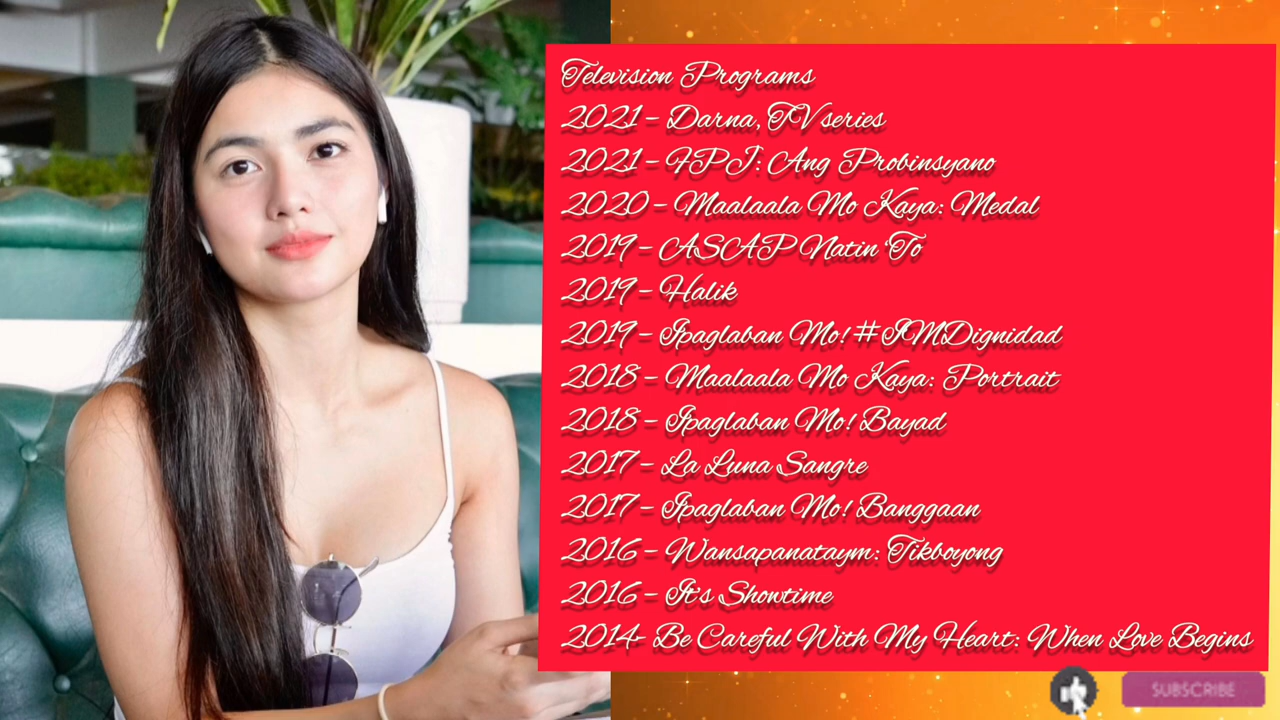 Television Programs
2021 - Darna, TV series
2021 - FPJ: Ang Probinsyano
2020 - Maalaala Mo Kaya: Medal
2019 - ASAP Natin 'To
2019 - Halik
2019 - Ipaglaban Mo! #IMDignidad
2018 - Maalaala Mo Kaya: Portrait
2018 - Ipaglaban Mo! Bayad
2017 - La Luna Sangre
2017 - Ipaglaban Mo! Banggaan
2016 - Wansapanataym: Tikboyong
2016 - It's Showtime
2014- Be Careful With My Heart: When Love Begins
SUBSCRIBE